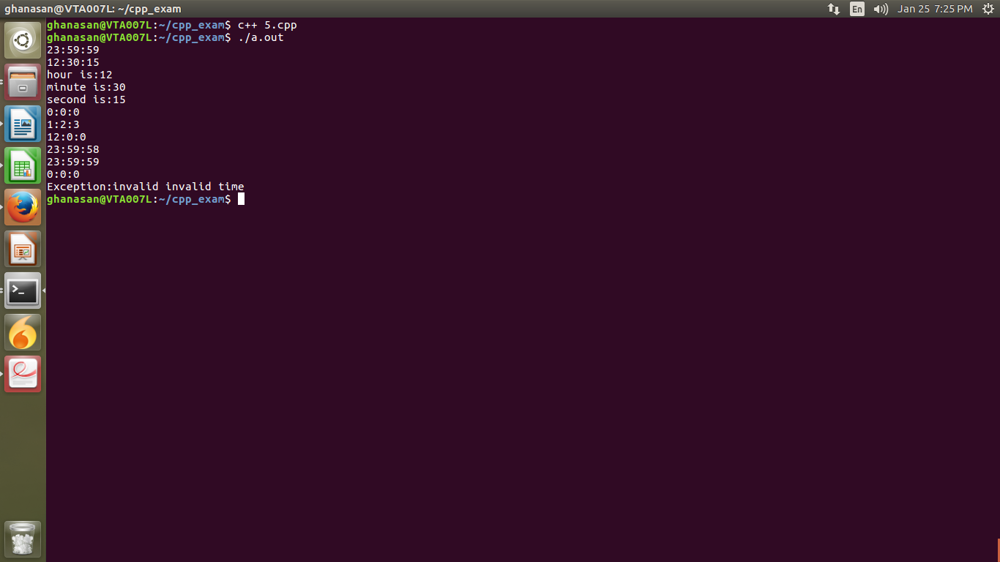 ghanasan@VTA007L: ~/cpp_exam
En
Jan 25 7:25 PM
ghanasan@VTA007L:~/cpp_exam$ c++ 5.cpp
ghanasan@VTA007L:~/cpp_exam$ ./a.out
23:59:59
12:30:15
hour is:12
minute is:30
second is:15
0:0:0
1:2:3
12:0:0
23:59:58
23:59:59
0:0:0
Exception:invalid invalid time
ghanasan@VTA007L:~/cpp_exam$